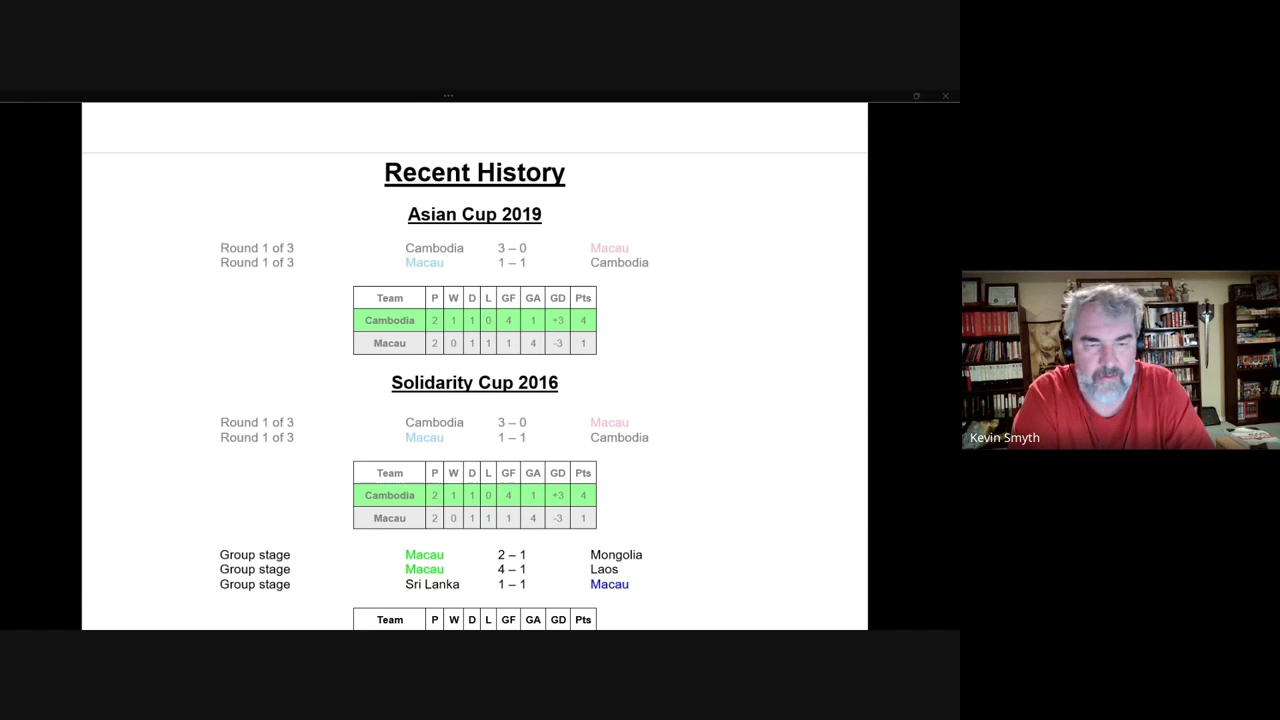 Recent History
Asian Cup 2019
Round 1 of 3 Cambodia 3 – 0 Macau
Round 1 of 3 Macau 1 – 1 Cambodia
Team P W D L GF GA GD Pts
Cambodia 2 1 1 0 4 1 +3 4
Macau 2 0 1 1 1 4 -3 1
Solidarity Cup 2016
Round 1 of 3 Cambodia 3 – 0 Macau
Round 1 of 3 Macau 1 – 1 Cambodia
Team P W D L GF GA GD Pts
Cambodia 2 1 1 0 4 1 +3 4
Macau 2 0 1 1 1 4 -3 1
Group stage Macau 2 – 1 Mongolia
Group stage Macau 4 – 1 Laos
Group stage Sri Lanka 1 – 1 Macau
Team P W D L GF GA GD Pts
Kevin Smyth